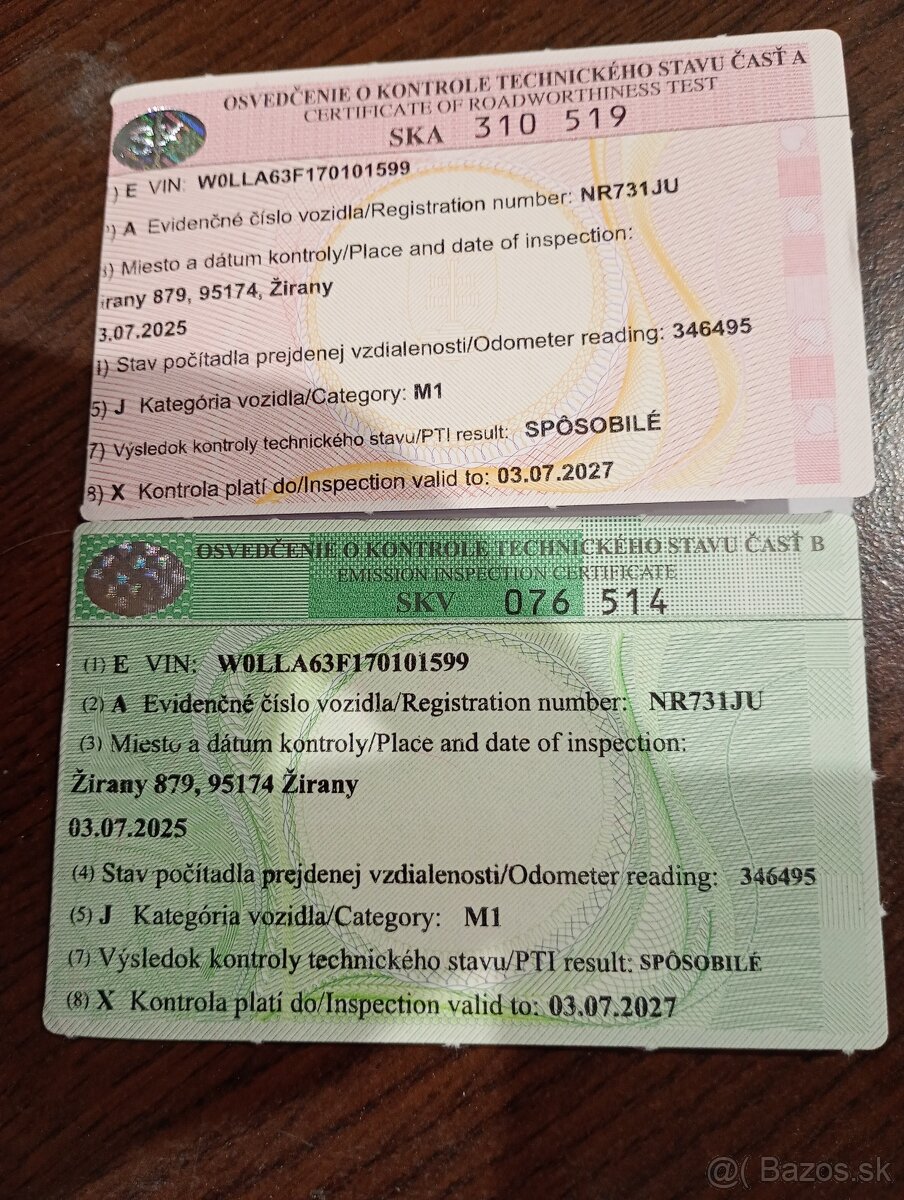 OSVEDČENIE O KONTROLE TECHNICKÉHO STAVU ČASŤ A
CERTIFICATE OF ROADWORTHINESS TEST
SKA 310 519
SK
) E VIN: W0LLA63F170101599
) A Evidenčné číslo vozidla/Registration number: NR731JU
) Miesto a dátum kontroly/Place and date of inspection:
irany 879, 95174, Žirany
3.07.2025
) Stav počítadla prejdenej vzdialenosti/Odometer reading: 346495
5) J Kategória vozidla/Category: M1
7) Výsledok kontroly technického stavu/PTI result: SPÔSOBILÉ
8) X Kontrola platí do/Inspection valid to: 03.07.2027
OSVEDČENIE O KONTROLE TECHNICKÉHO STAVU ČASŤ B
EMISSION INSPECTION CERTIFICATE
SKV 076 514
(1) E VIN: W0LLA63F170101599
(2) A Evidenčné číslo vozidla/Registration number: NR731JU
(3) Miesto a dátum kontroly/Place and date of inspection:
Žirany 879, 95174 Žirany
03.07.2025
(4) Stav počítadla prejdenej vzdialenosti/Odometer reading: 346495
(5) J Kategória vozidla/Category: M1
(7) Výsledok kontroly technického stavu/PTI result: SPÔSOBILÉ
(8) X Kontrola platí do/Inspection valid to: 03.07.2027
@( Bazos.sk